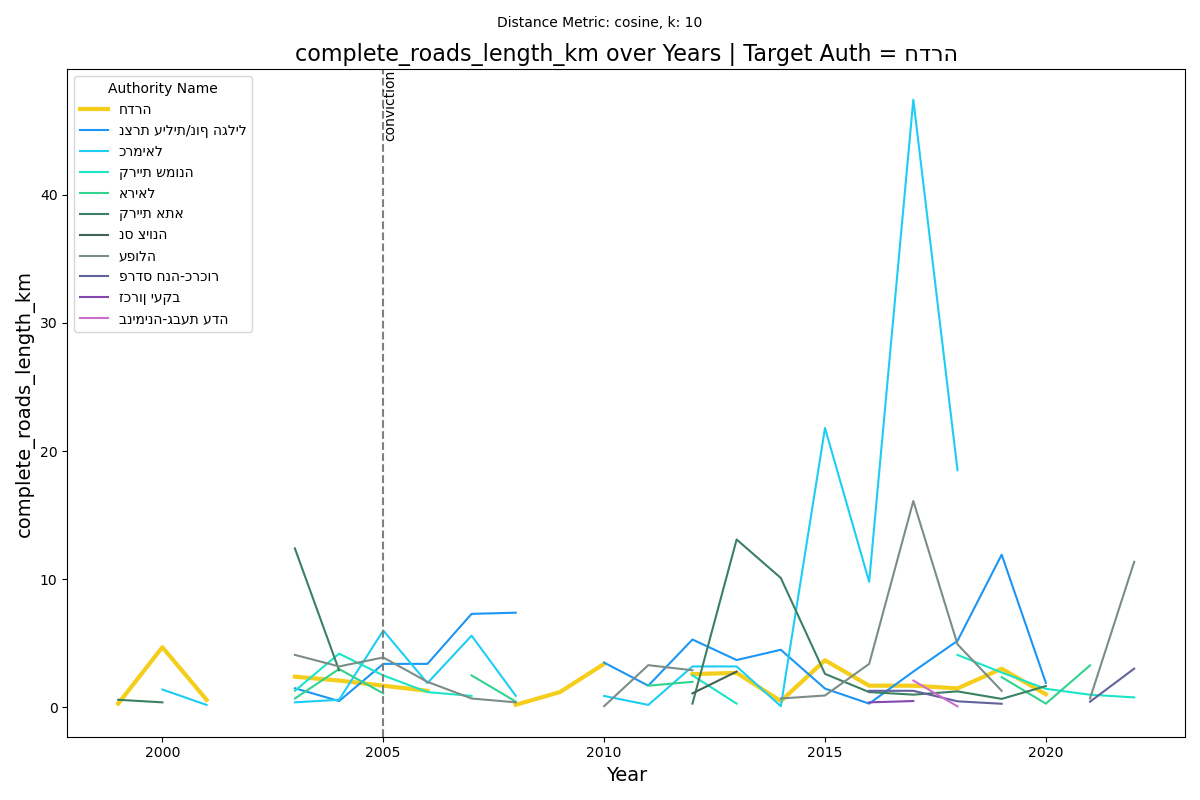 Distance Metric: cosine, k: 10
complete_roads_length_km over Years | Target Auth = חדרה
conviction
Authority Name
חדרה
נצרת עילית/נוף הגליל
כרמיאל
קריית שמונה
אריאל
קריית אתא
נס ציונה
עפולה
פרדס חנה-כרכור
זכרון יעקב
בנימינה-גבעת עדה
complete_roads_length_km
40
30
20
10
0
2000 2005 2010 2015 2020
Year